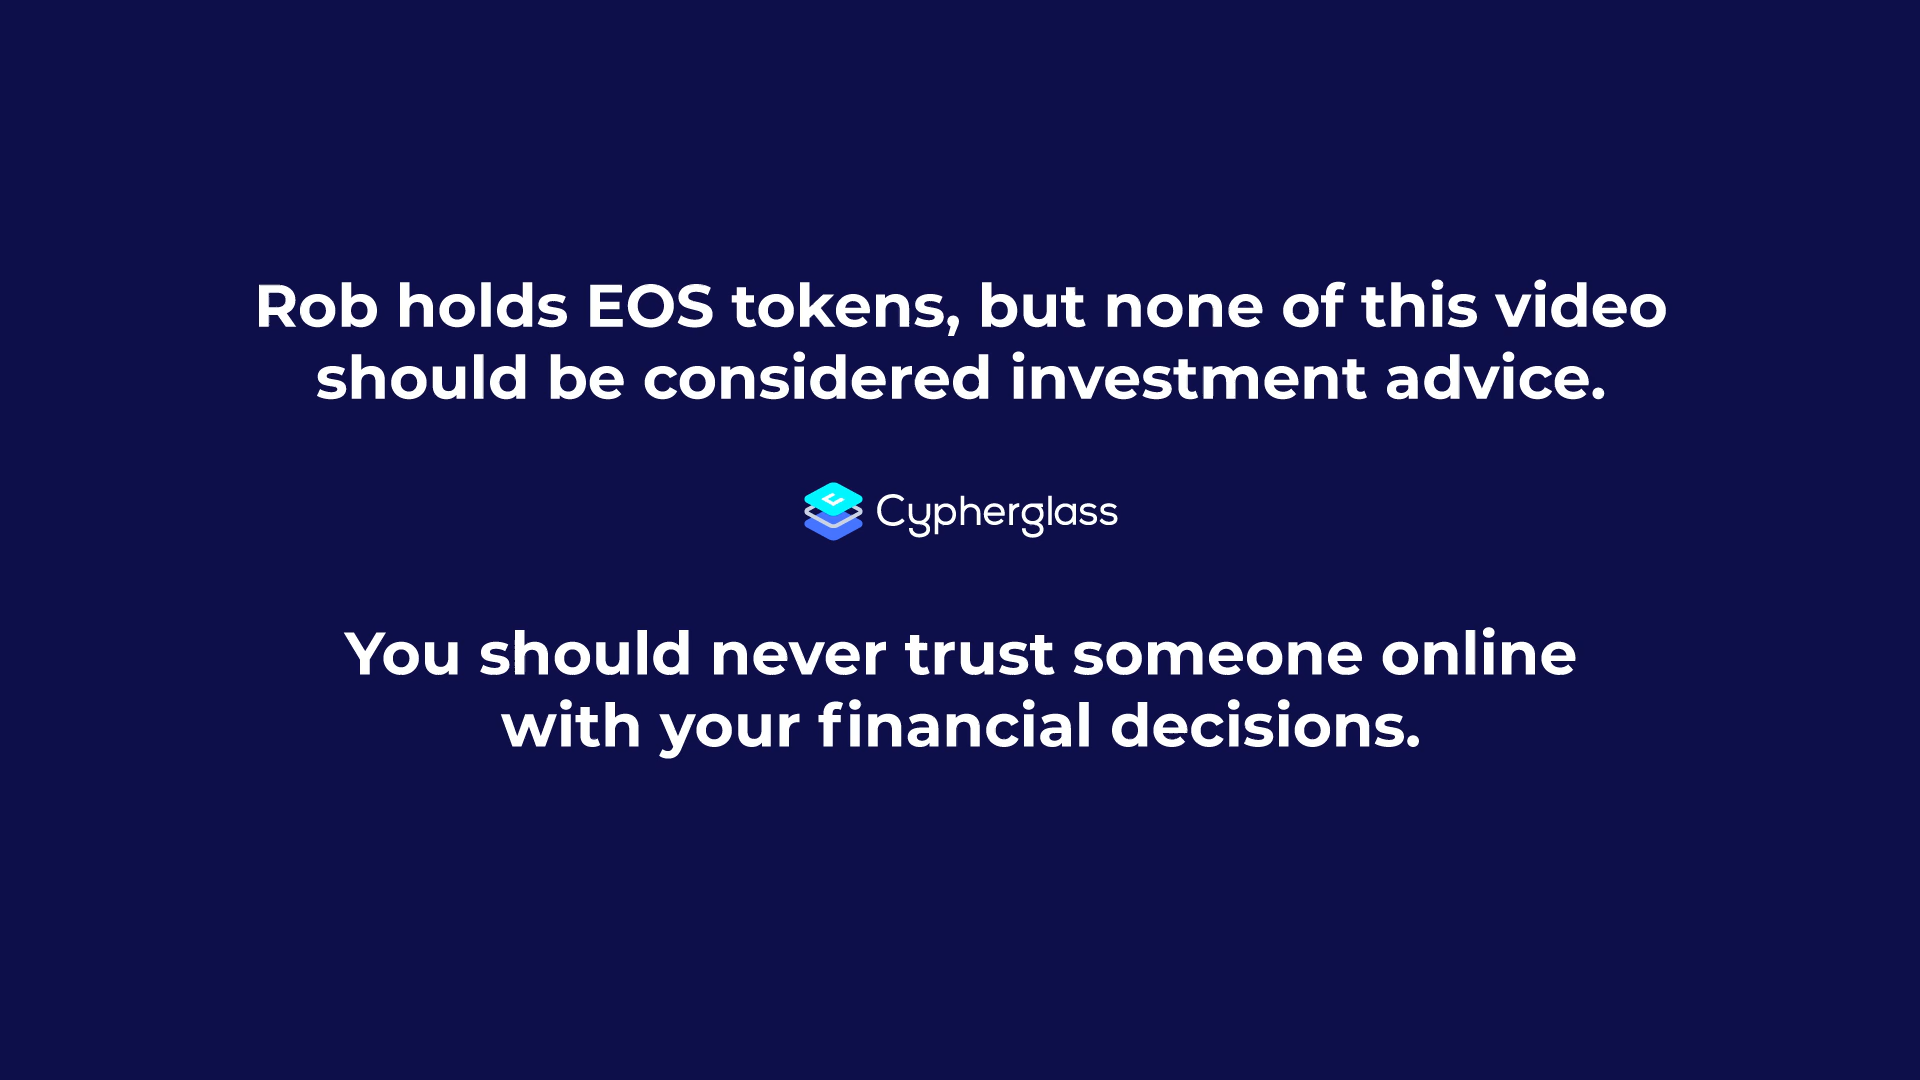 Rob holds EOS tokens, but none of this video
should be considered investment advice.
Cypherglass
You should never trust someone online
with your financial decisions.